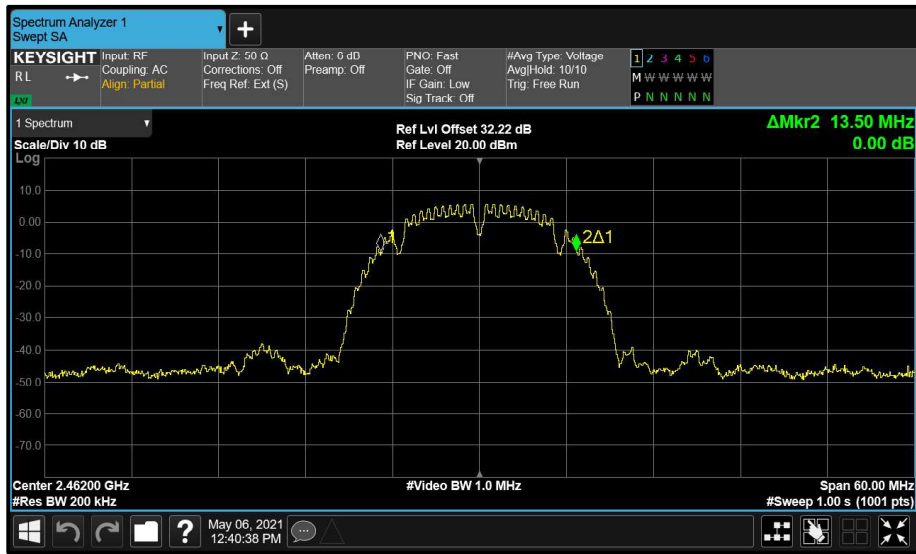 Spectrum Analyzer 1
Swept SA
+
KEYSIGHT
RL
LXI
Input: RF
Coupling: AC
Align: Partial
Input Z: 50 Ω
Corrections: Off
Freq Ref: Ext (S)
Atten: 6 dB
Preamp: Off
PNO: Fast
Gate: Off
IF Gain: Low
Sig Track: Off
#Avg Type: Voltage
Avg|Hold: 10/10
Trig: Free Run
1 2 3 4 5 6
M W W W W W
P N N N N N
1 Spectrum
Scale/Div 10 dB
Ref Lvl Offset 32.22 dB
Ref Level 20.00 dBm
ΔMkr2 13.50 MHz
0.00 dB
Log
10.0
0.00
-10.0
-20.0
-30.0
-40.0
-50.0
-60.0
-70.0
1
2Δ1
Center 2.46200 GHz
#Res BW 200 kHz
#Video BW 1.0 MHz
Span 60.00 MHz
#Sweep 1.00 s (1001 pts)
?
May 06, 2021
12:40:38 PM